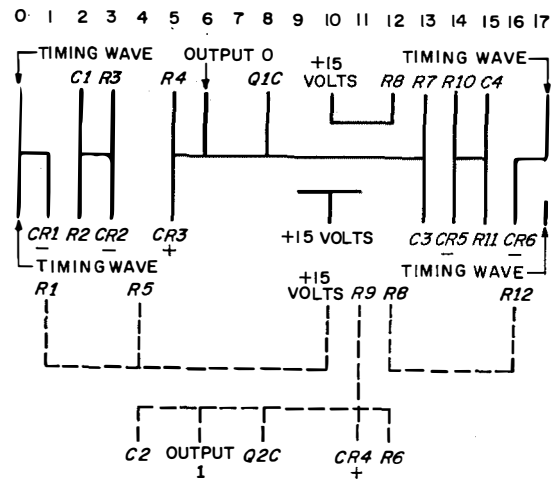 0 1 2 3 4 5 6 7 8 9 10 11 12 13 14 15 16 17
TIMING WAVE OUTPUT 0 +15 TIMING WAVE
C1 R3 R4 Q1C VOLTS R8 R7 R10 C4
CR1 R2 CR2 CR3 +15 VOLTS C3 CR5 R11 CR6
− − + − −
TIMING WAVE +15 TIMING WAVE
R1 R5 VOLTS R9 R8 R12
C2 OUTPUT Q2C CR4 R6
1 +